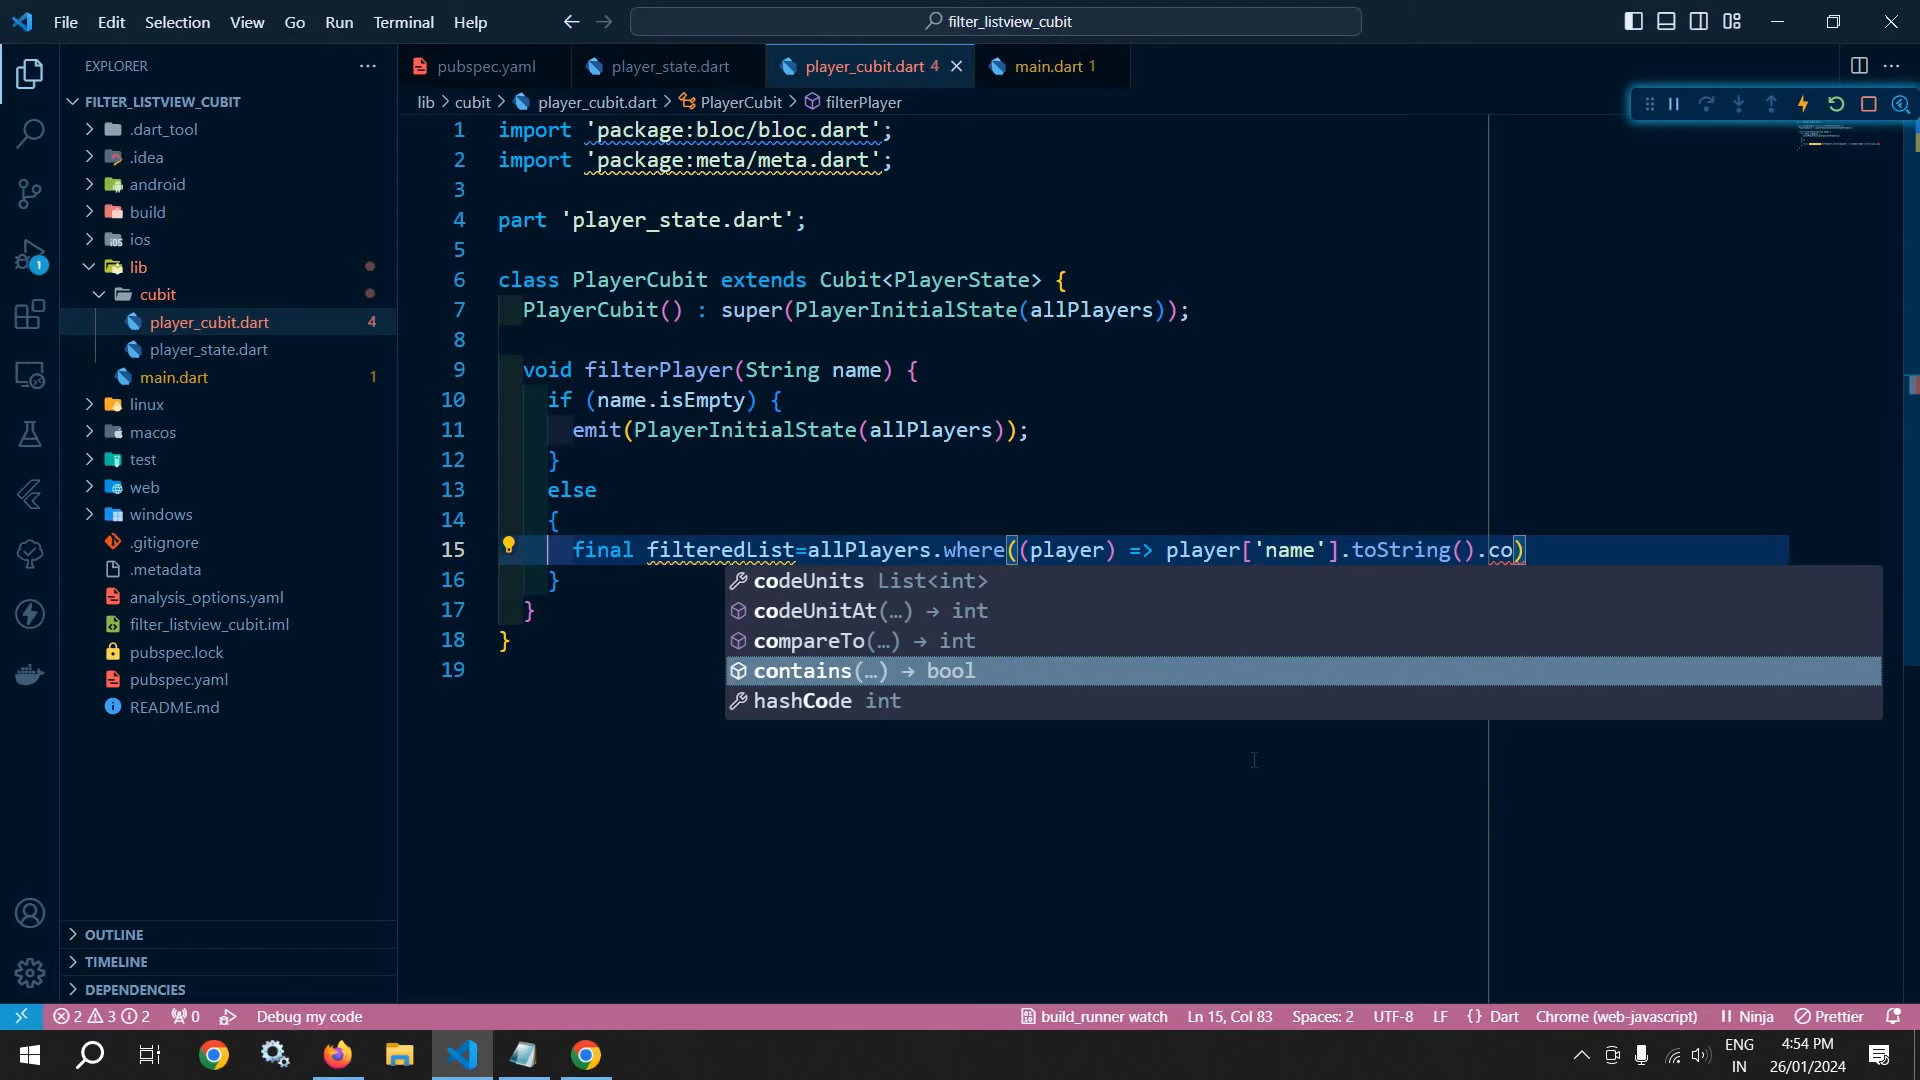 File Edit Selection View Go Run Terminal Help
filter_listview_cubit
EXPLORER
FILTER_LISTVIEW_CUBIT
.dart_tool
.idea
android
build
ios
lib
cubit
player_cubit.dart 4
player_state.dart
main.dart 1
linux
macos
test
web
windows
.gitignore
.metadata
analysis_options.yaml
filter_listview_cubit.iml
pubspec.lock
pubspec.yaml
README.md
OUTLINE
TIMELINE
DEPENDENCIES
1
pubspec.yaml player_state.dart player_cubit.dart 4 main.dart 1
lib > cubit > player_cubit.dart > PlayerCubit > filterPlayer
1 import 'package:bloc/bloc.dart';
2 import 'package:meta/meta.dart';
3
4 part 'player_state.dart';
5
6 class PlayerCubit extends Cubit<PlayerState> {
7 PlayerCubit() : super(PlayerInitialState(allPlayers));
8
9 void filterPlayer(String name) {
10 if (name.isEmpty) {
11 emit(PlayerInitialState(allPlayers));
12 }
13 else
14 {
15 final filteredList=allPlayers.where((player) => player['name'].toString().co)
16 }
17 }
18 }
19
codeUnits List<int>
codeUnitAt(…) → int
compareTo(…) → int
contains(…) → bool
hashCode int
2 3 2 0 Debug my code build_runner watch Ln 15, Col 83 Spaces: 2 UTF-8 LF {} Dart Chrome (web-javascript) Ninja Prettier
ENG
IN
4:54 PM
26/01/2024